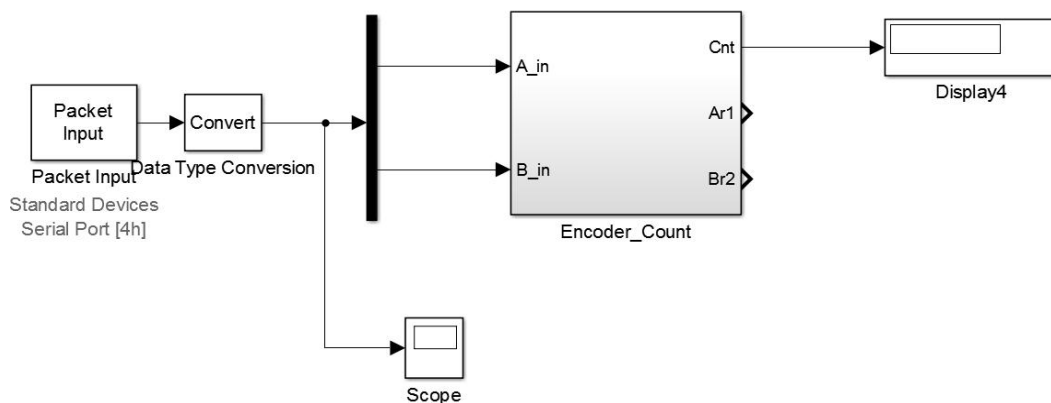 Packet
Input
Packet Input
Standard Devices
Serial Port [4h]
Convert
Data Type Conversion
A_in
B_in
Cnt
Ar1
Br2
Encoder_Count
Display4
Scope